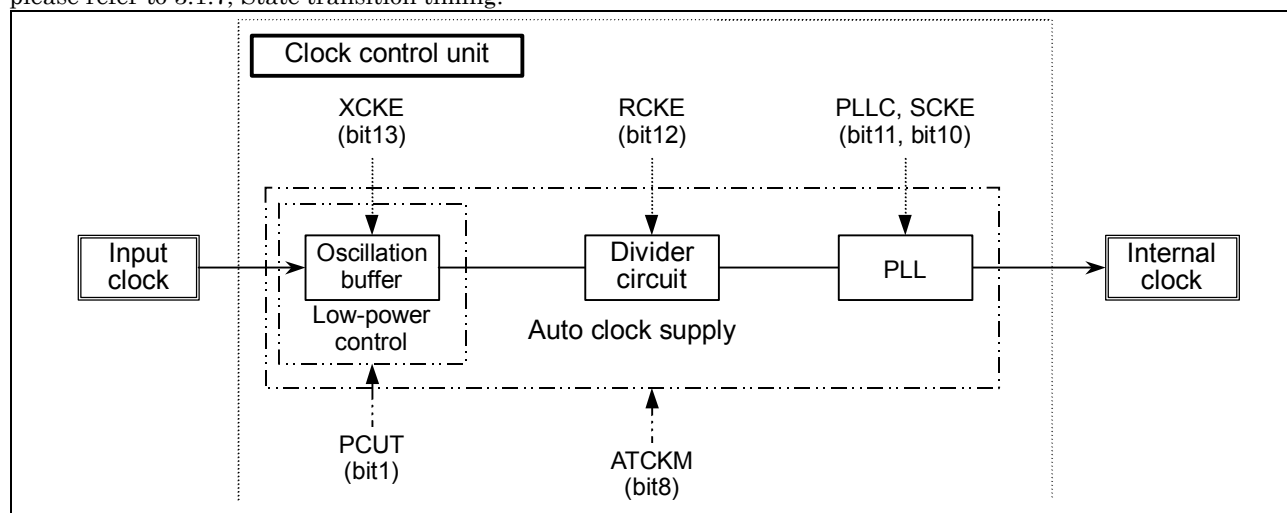 please refer to 3.1.7, State transition timing.
Clock control unit
XCKE
(bit13)
RCKE
(bit12)
PLLC, SCKE
(bit11, bit10)
Input
clock
Oscillation
buffer
Divider
circuit
PLL
Internal
clock
Low-power
control
Auto clock supply
PCUT
(bit1)
ATCKM
(bit8)